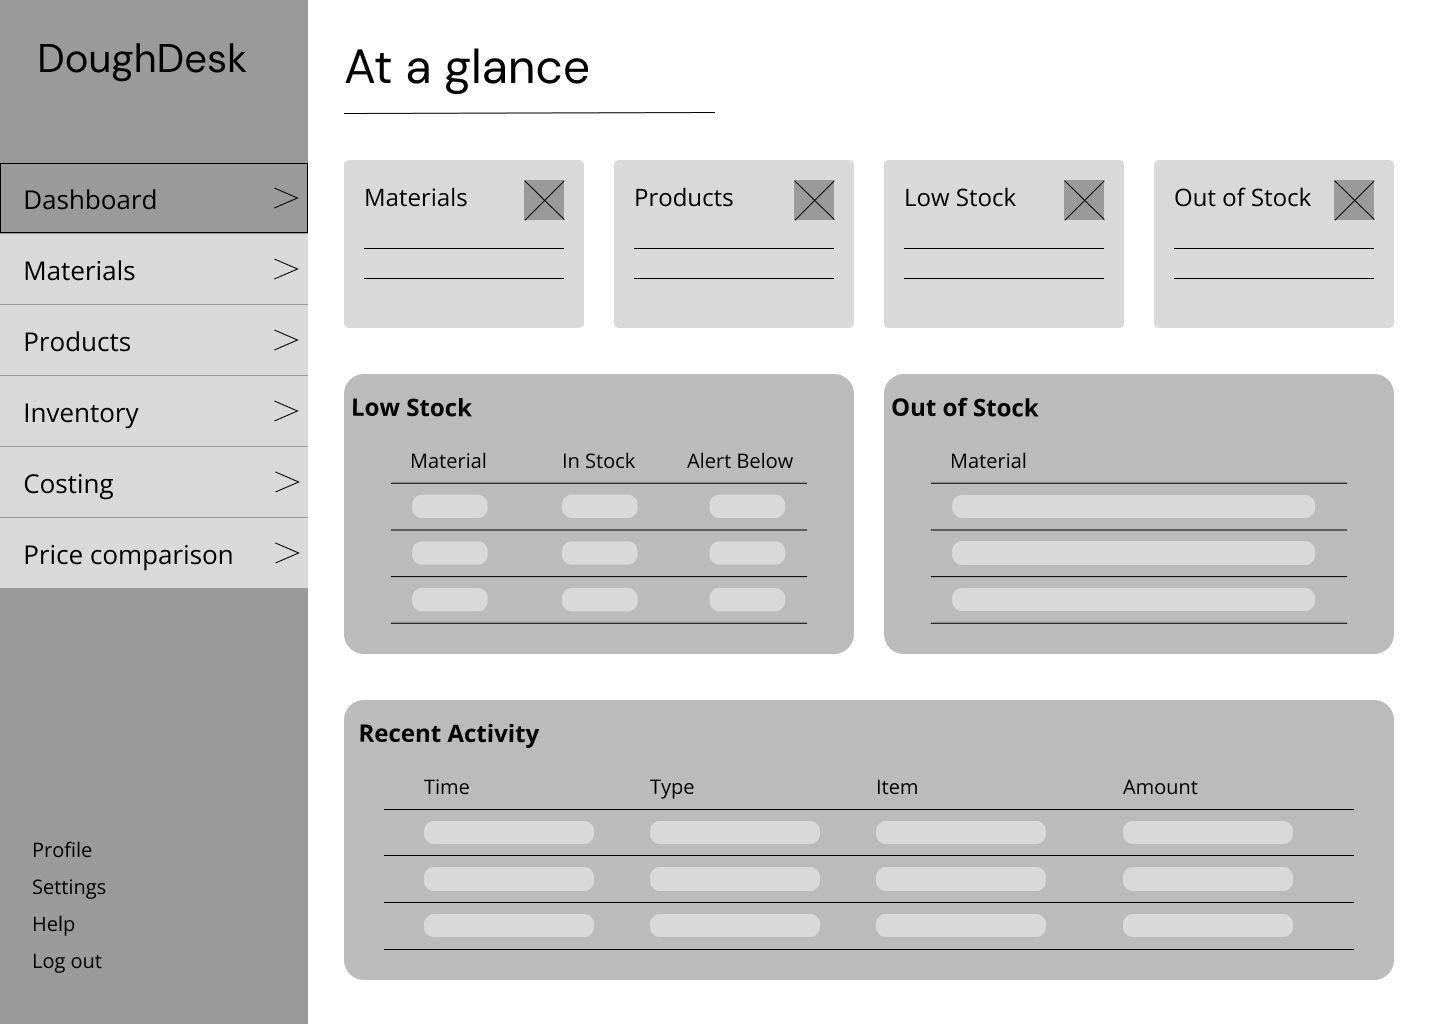 DoughDesk
Dashboard
Materials
Products
Inventory
Costing
Price comparison
Profile
Settings
Help
Log out
At a glance
Materials
Products
Low Stock
Out of Stock
Low Stock
Material In Stock Alert Below
Out of Stock
Material
Recent Activity
Time Type Item Amount